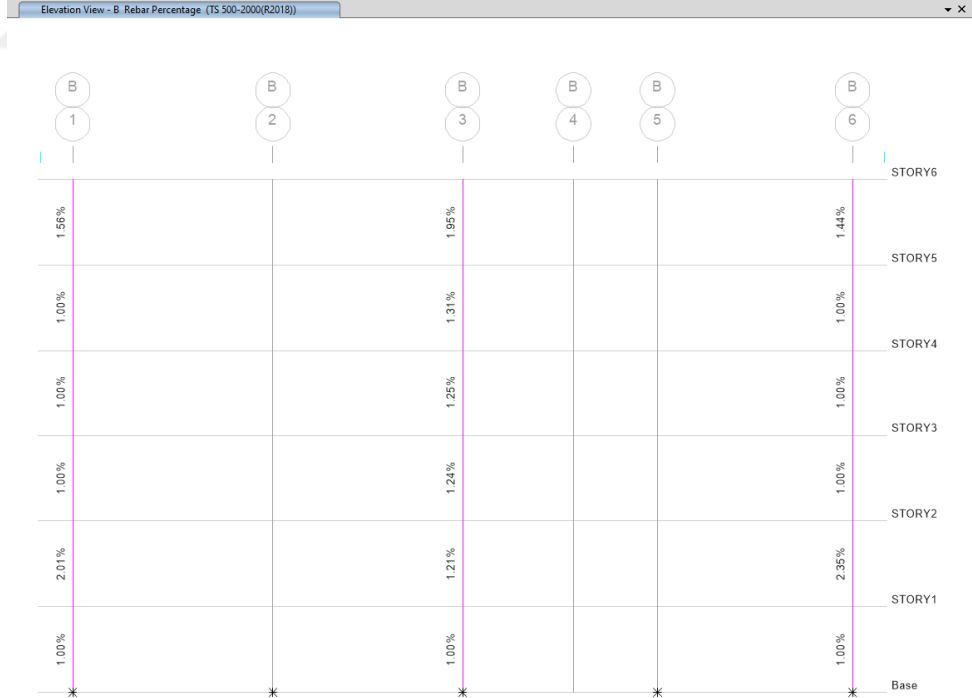 Elevation View - B Rebar Percentage (TS 500-2000(R2018))
B B B B B B
1 2 3 4 5 6
STORY6
1.56% 1.95% 1.44%
STORY5
1.00% 1.31% 1.00%
STORY4
1.00% 1.25% 1.00%
STORY3
1.00% 1.24% 1.00%
STORY2
2.01% 1.21% 2.35%
STORY1
1.00% 1.00% 1.00%
Base